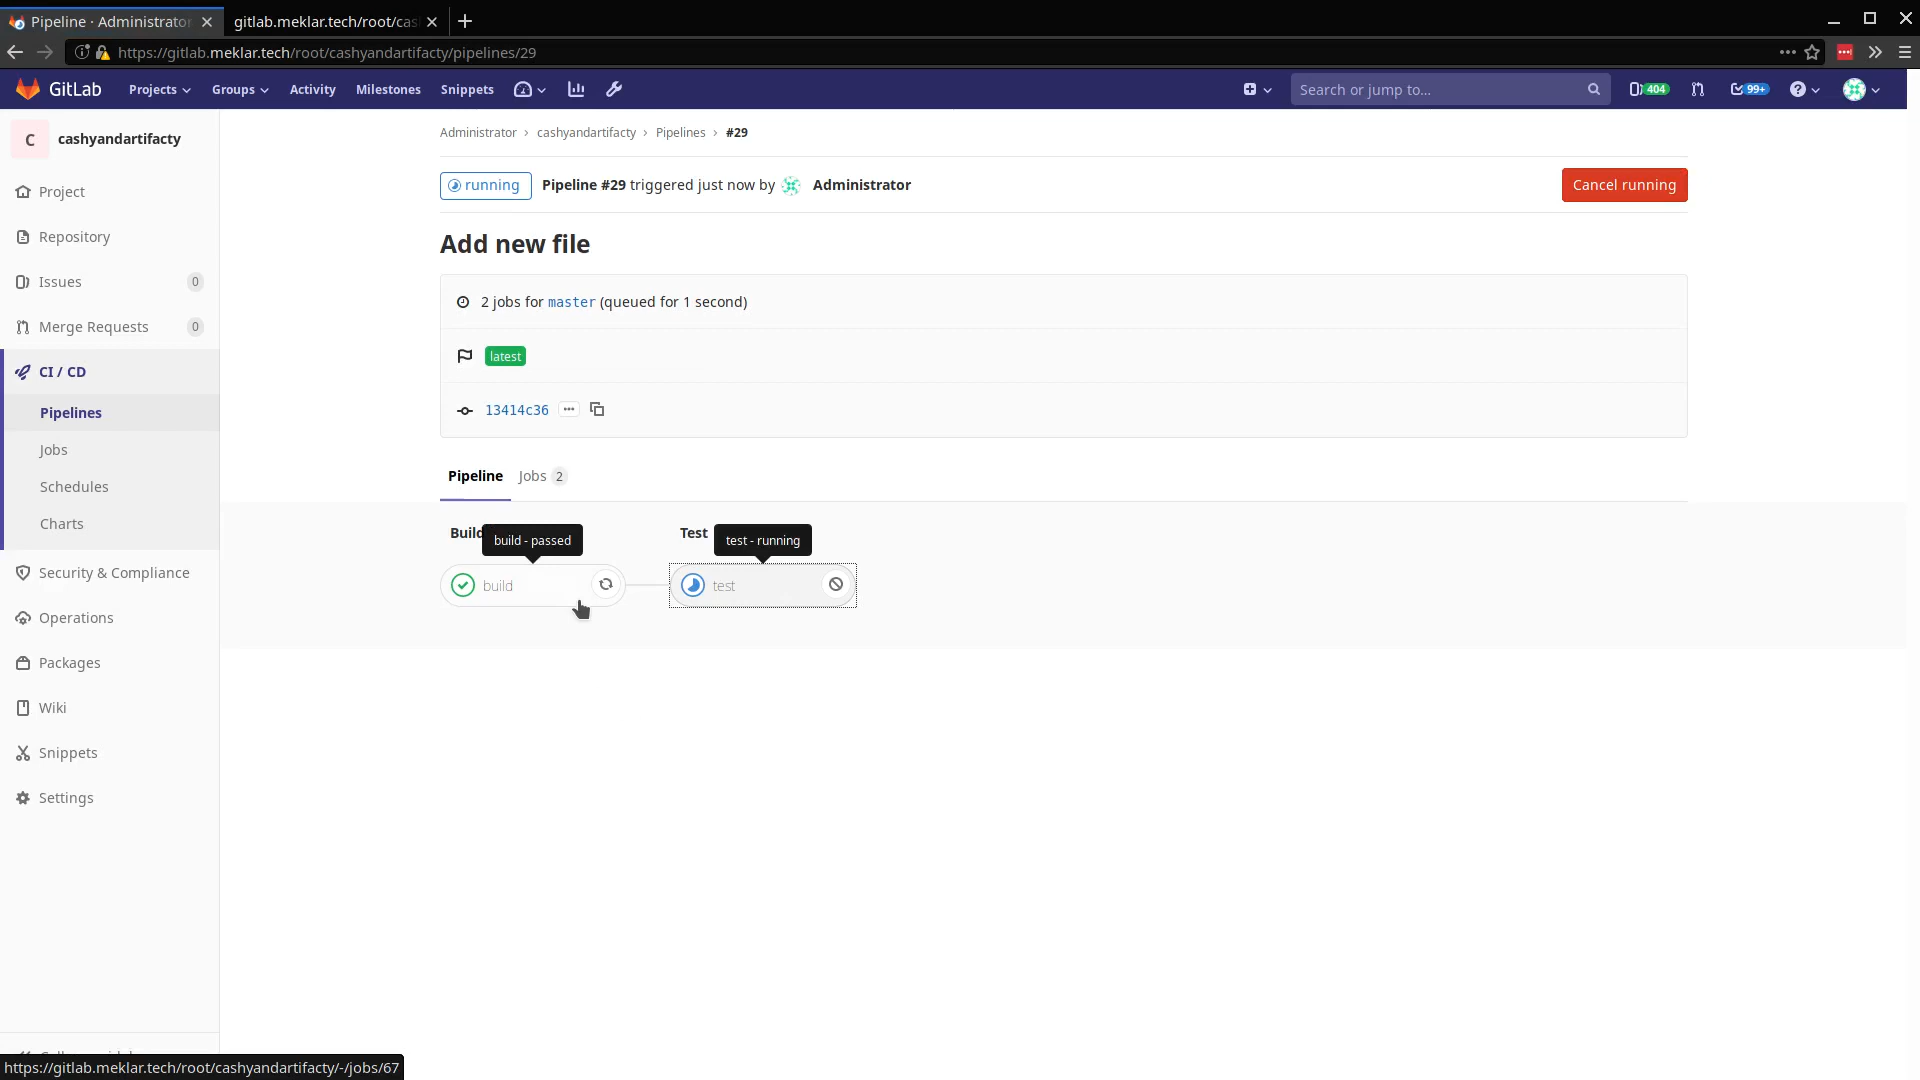 Pipeline · Administrator
gitlab.meklar.tech/root/cas
https://gitlab.meklar.tech/root/cashyandartifacty/pipelines/29
GitLab
Projects
Groups
Activity
Milestones
Snippets
Search or jump to...
404
99+
C
cashyandartifacty
Project
Repository
Issues
0
Merge Requests
0
CI / CD
Pipelines
Jobs
Schedules
Charts
Security & Compliance
Operations
Packages
Wiki
Snippets
Settings
Administrator › cashyandartifacty › Pipelines › #29
running
Pipeline #29 triggered just now by Administrator
Cancel running
Add new file
2 jobs for master (queued for 1 second)
latest
13414c36
Pipeline
Jobs 2
Build
build - passed
Test
test - running
build
test
https://gitlab.meklar.tech/root/cashyandartifacty/-/jobs/67